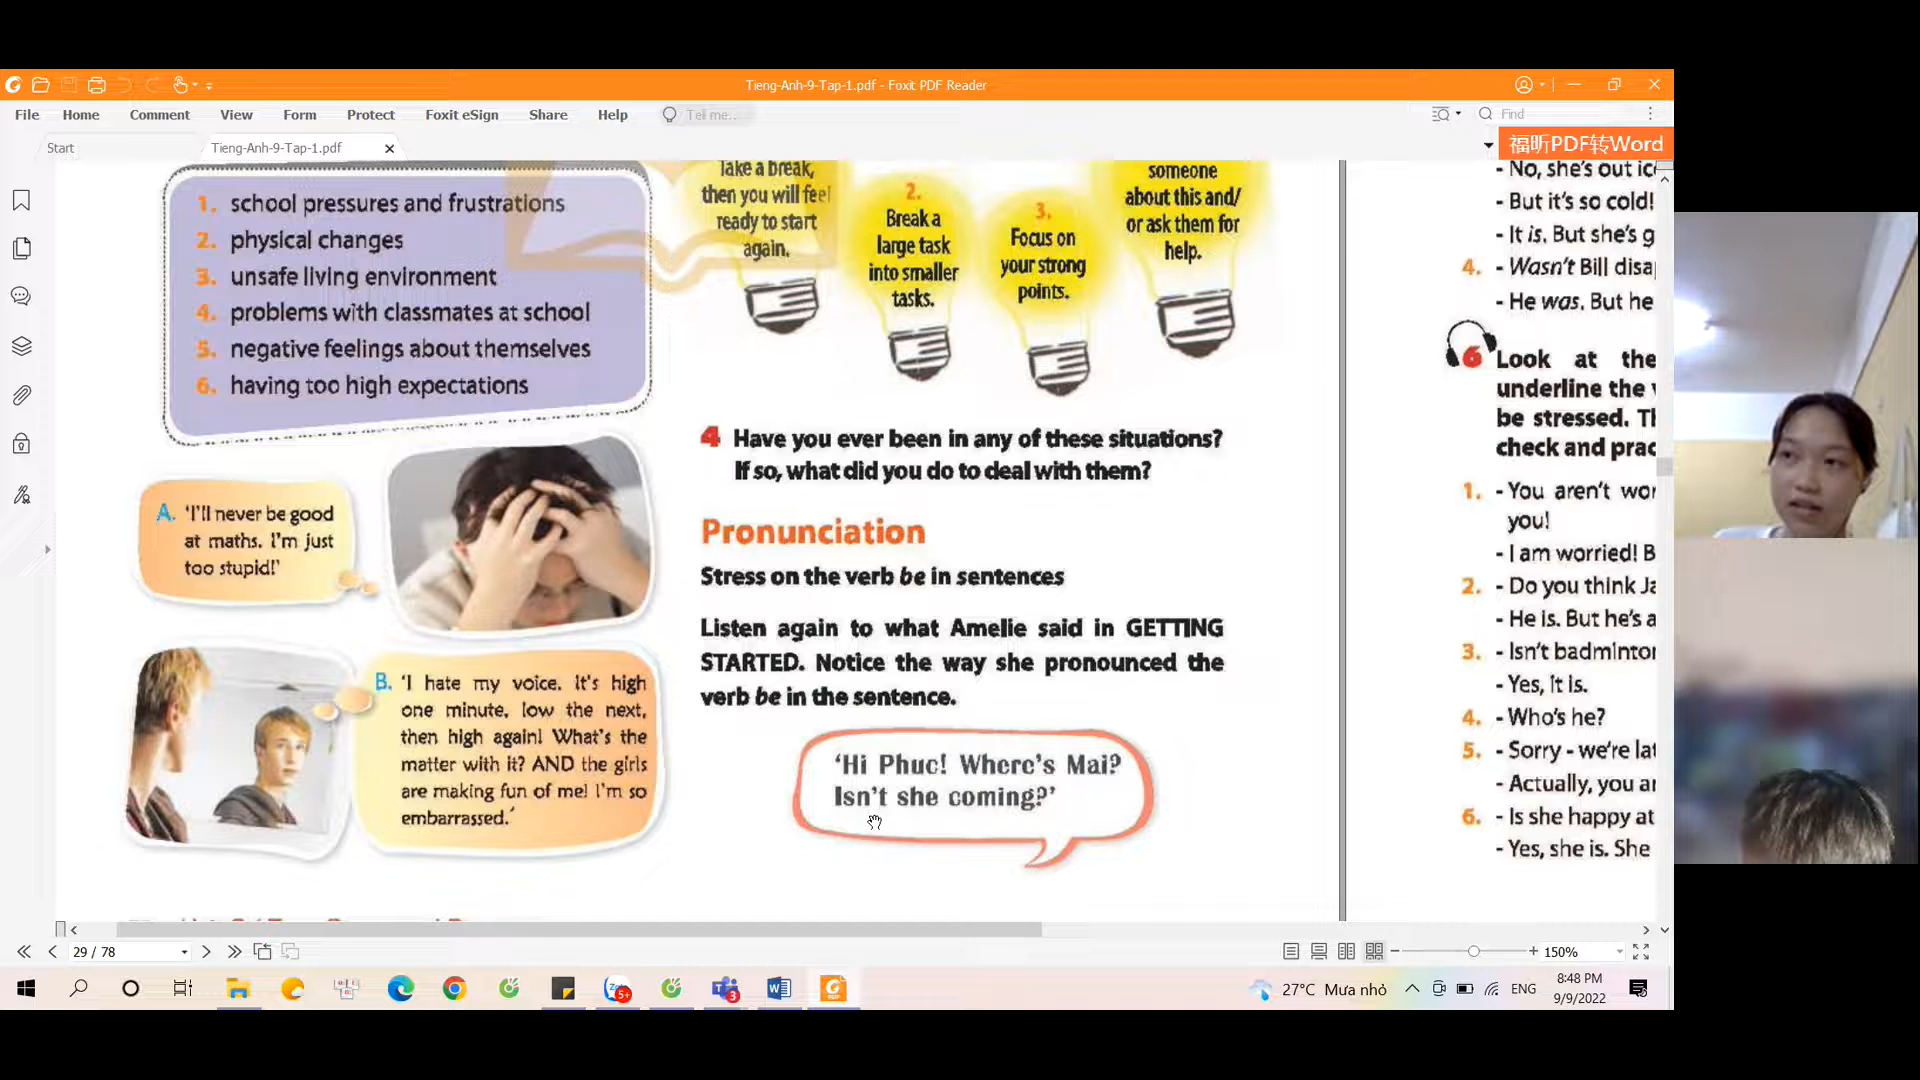 Tieng-Anh-9-Tap-1.pdf - Foxit PDF Reader
File Home Comment View Form Protect Foxit eSign Share Help Tell me.. Find
Start Tieng-Anh-9-Tap-1.pdf
福昕PDF转Word
1. school pressures and frustrations
2. physical changes
3. unsafe living environment
4. problems with classmates at school
5. negative feelings about themselves
6. having too high expectations
A. 'I'll never be good
at maths. I'm just
too stupid!'
B. 'I hate my voice. It's high
one minute, low the next,
then high again! What's the
matter with it? AND the girls
are making fun of me! I'm so
embarrassed.'
Take a break,
then you will feel
ready to start
again.
2.
Break a
large task
into smaller
tasks.
3.
Focus on
your strong
points.
someone
about this and/
or ask them for
help.
4 Have you ever been in any of these situations?
If so, what did you do to deal with them?
Pronunciation
Stress on the verb be in sentences
Listen again to what Amelie said in GETTING
STARTED. Notice the way she pronounced the
verb be in the sentence.
'Hi Phuc! Where's Mai?
Isn't she coming?'
- No, she's out
- But it's so cold!
- It is. But she's
4. - Wasn't Bill
- He was. But he
6 Look at the
underline the
be stressed.
check and
1. - You aren't
you!
- I am worried!
2. - Do you think
- He is. But he's
3. - Isn't
- Yes, it is.
4. - Who's he?
5. - Sorry - we're
- Actually, you
6. - Is she happy at
- Yes, she is. She
29 / 78
150%
5+
3
27°C Mưa nhỏ ENG 8:48 PM
9/9/2022